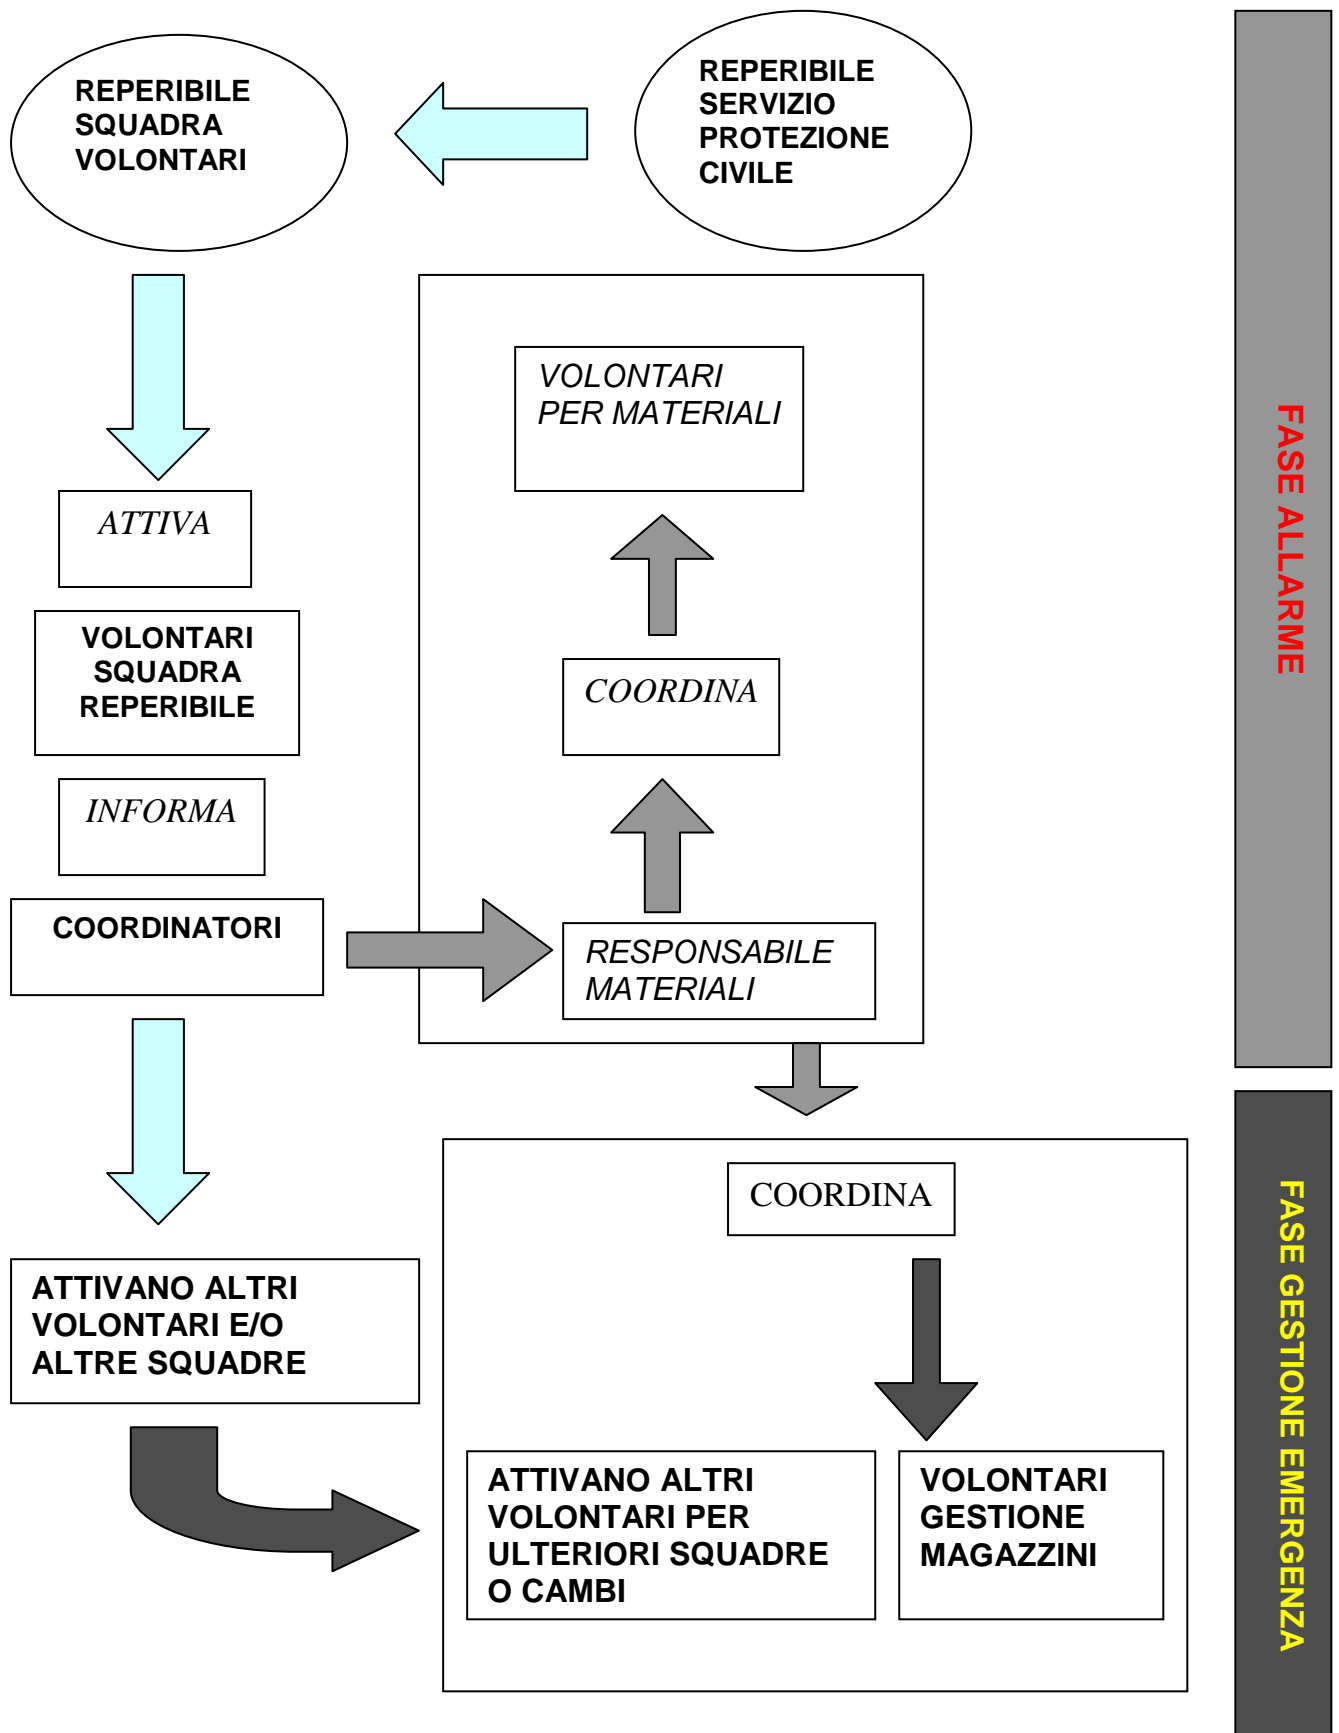 REPERIBILE
SQUADRA
VOLONTARI
REPERIBILE
SERVIZIO
PROTEZIONE
CIVILE
VOLONTARI
PER MATERIALI
ATTIVA
VOLONTARI
SQUADRA
REPERIBILE
COORDINA
INFORMA
COORDINATORI
RESPONSABILE
MATERIALI
FASE ALLARME
COORDINA
ATTIVANO ALTRI
VOLONTARI E/O
ALTRE SQUADRE
ATTIVANO ALTRI
VOLONTARI PER
ULTERIORI SQUADRE
O CAMBI
VOLONTARI
GESTIONE
MAGAZZINI
FASE GESTIONE EMERGENZA